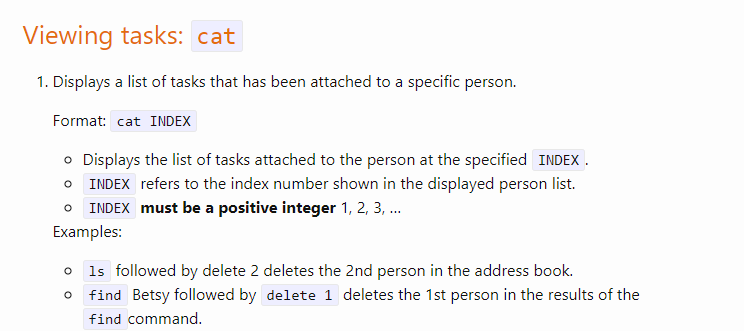 Viewing tasks: cat
1. Displays a list of tasks that has been attached to a specific person.
Format: cat INDEX
Displays the list of tasks attached to the person at the specified INDEX.
INDEX refers to the index number shown in the displayed person list.
INDEX must be a positive integer 1, 2, 3, …
Examples:
ls followed by delete 2 deletes the 2nd person in the address book.
find Betsy followed by delete 1 deletes the 1st person in the results of the
find command.